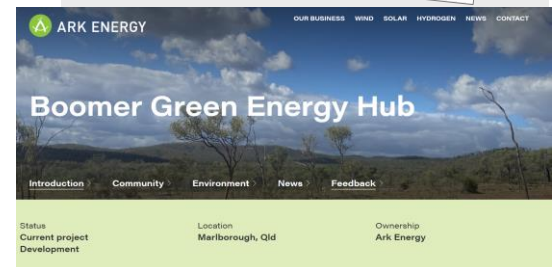 ARK ENERGY
OUR BUSINESS WIND SOLAR HYDROGEN NEWS CONTACT
Boomer Green Energy Hub
Introduction Community Environment News Feedback
Status Location Ownership
Current project Marlborough, Qld Ark Energy
Development